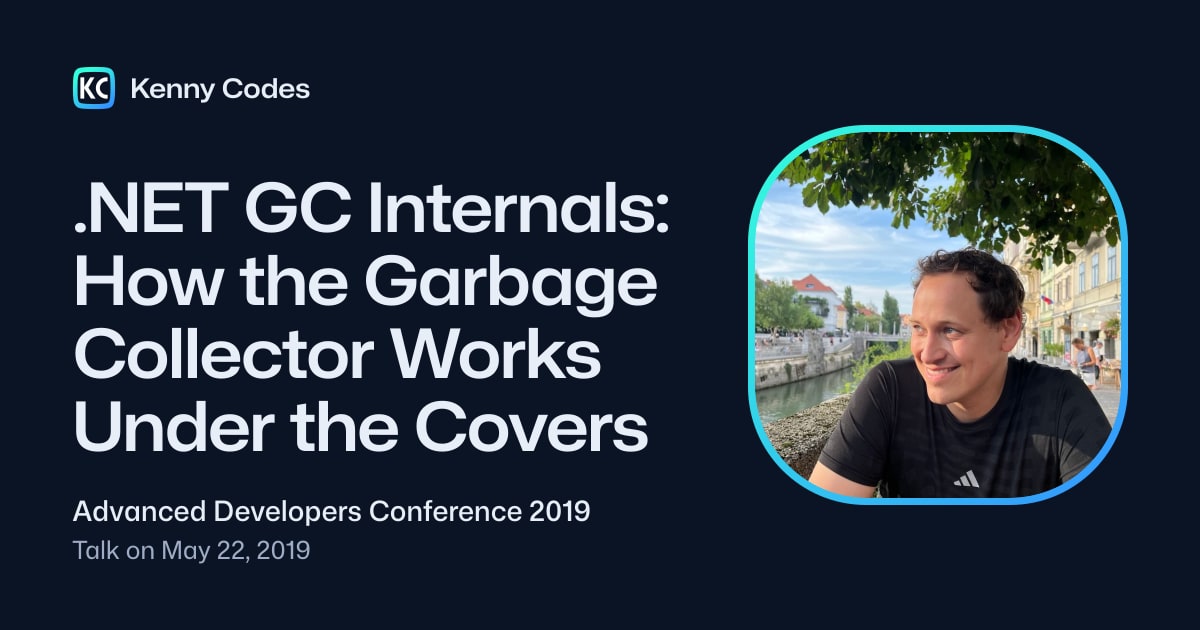 KC Kenny Codes
.NET GC Internals:
How the Garbage
Collector Works
Under the Covers
Advanced Developers Conference 2019
Talk on May 22, 2019